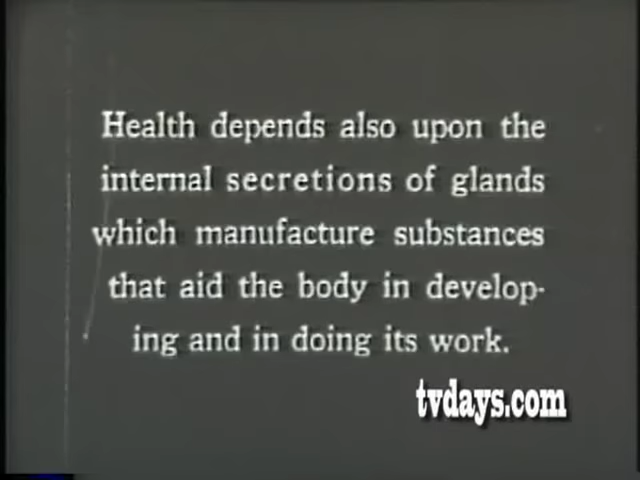 Health depends also upon the
internal secretions of glands
which manufacture substances
that aid the body in develop-
ing and in doing its work.
tvdays.com